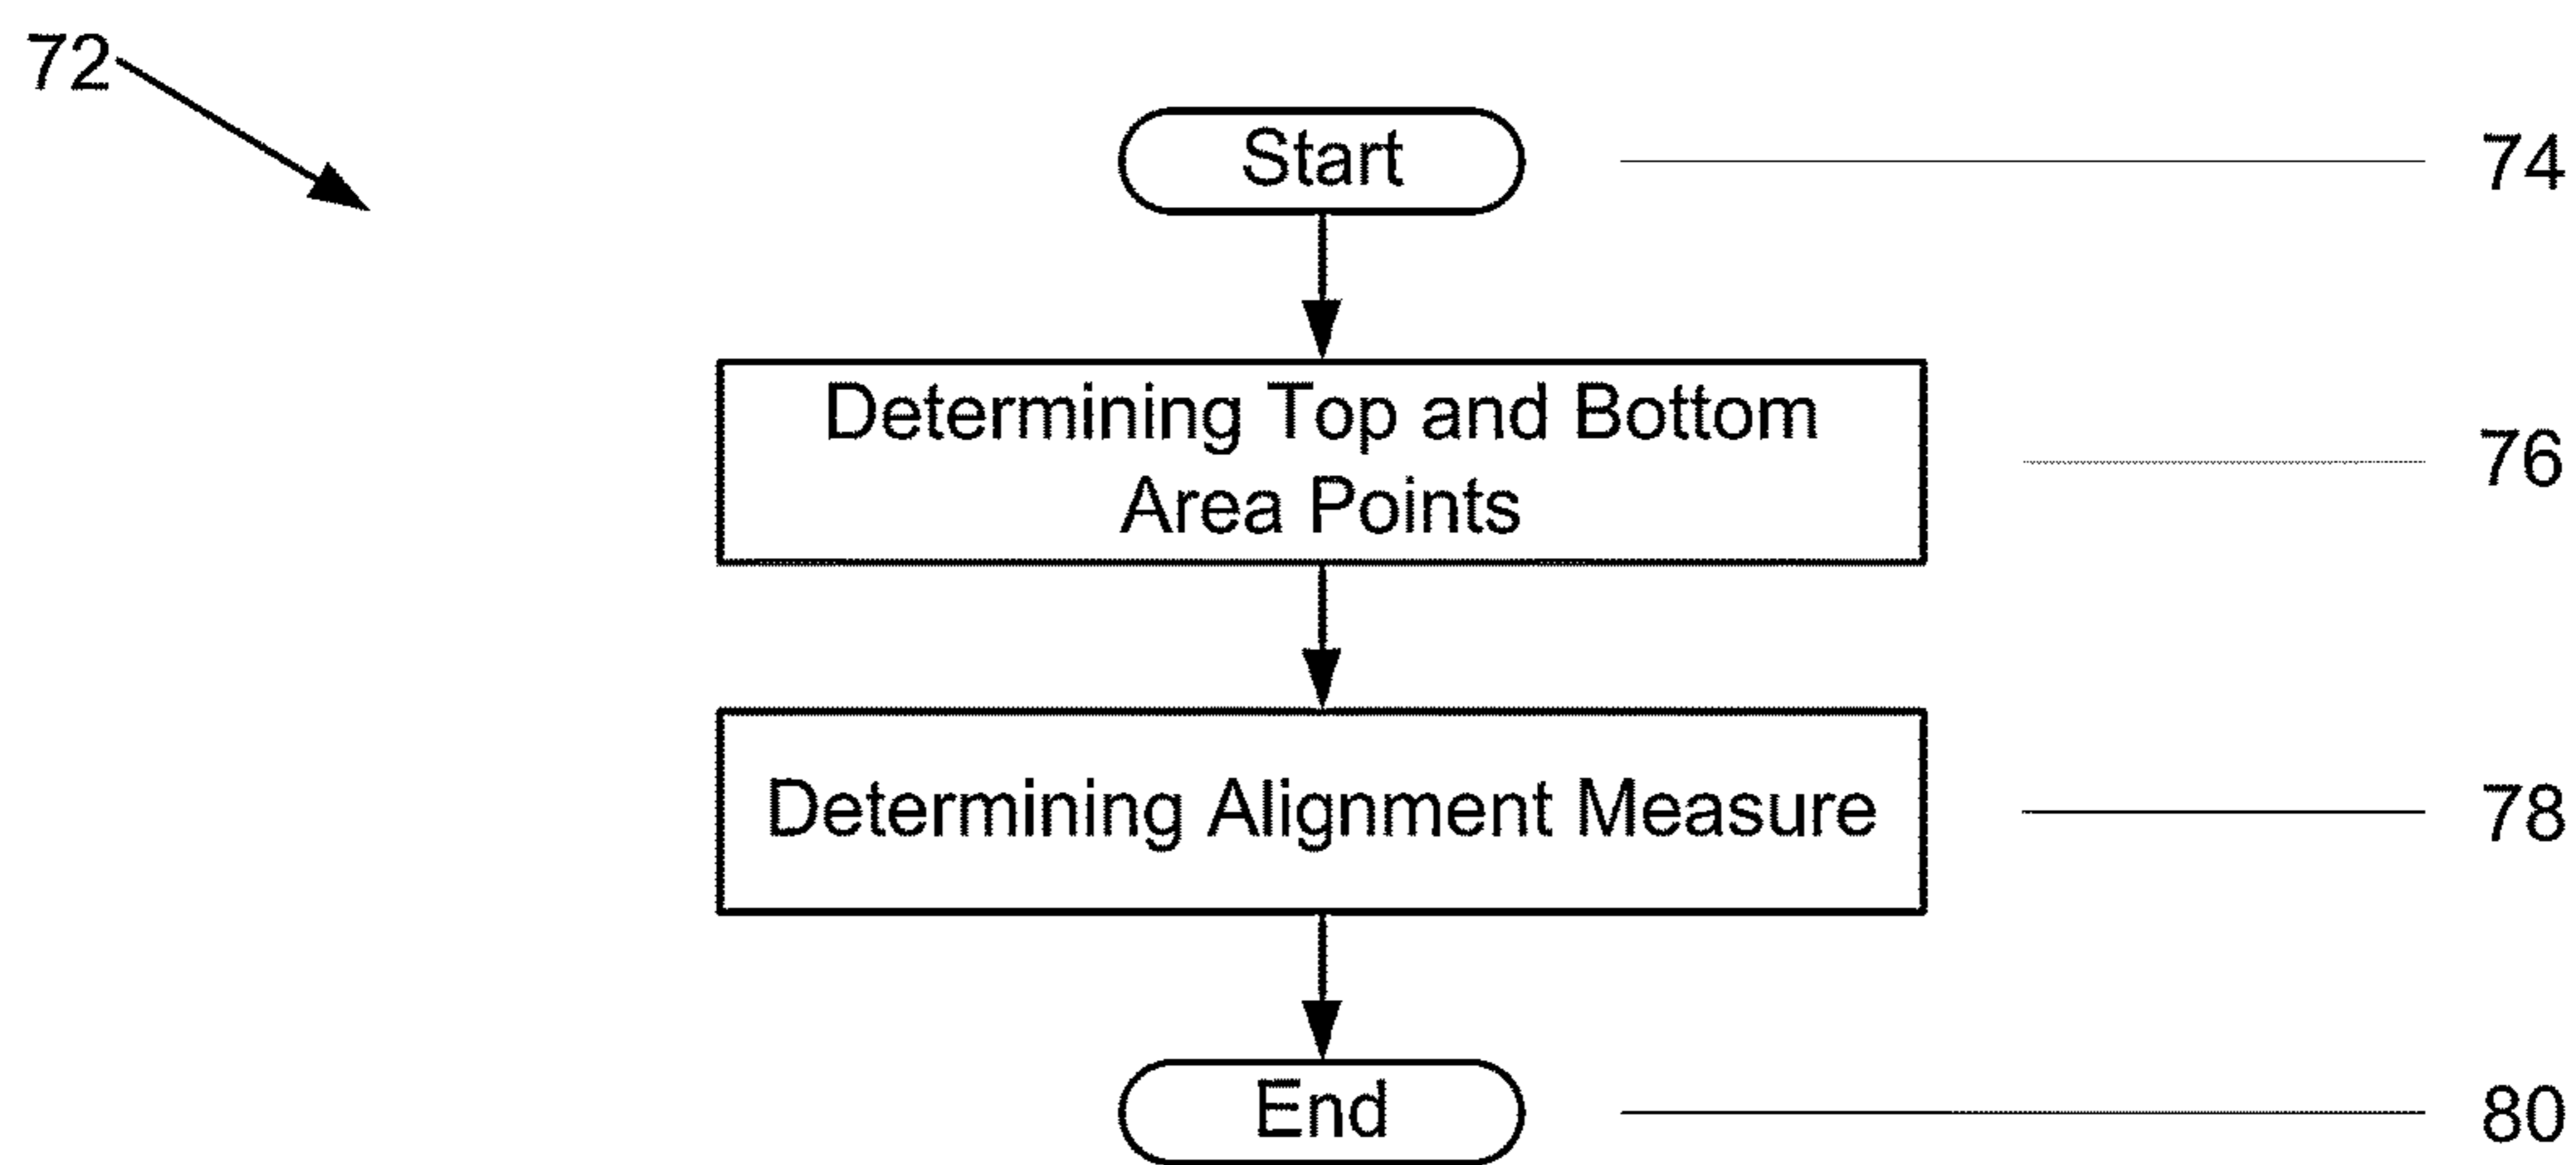 72
Start
74
Determining Top and Bottom
Area Points
76
Determining Alignment Measure
78
End
80